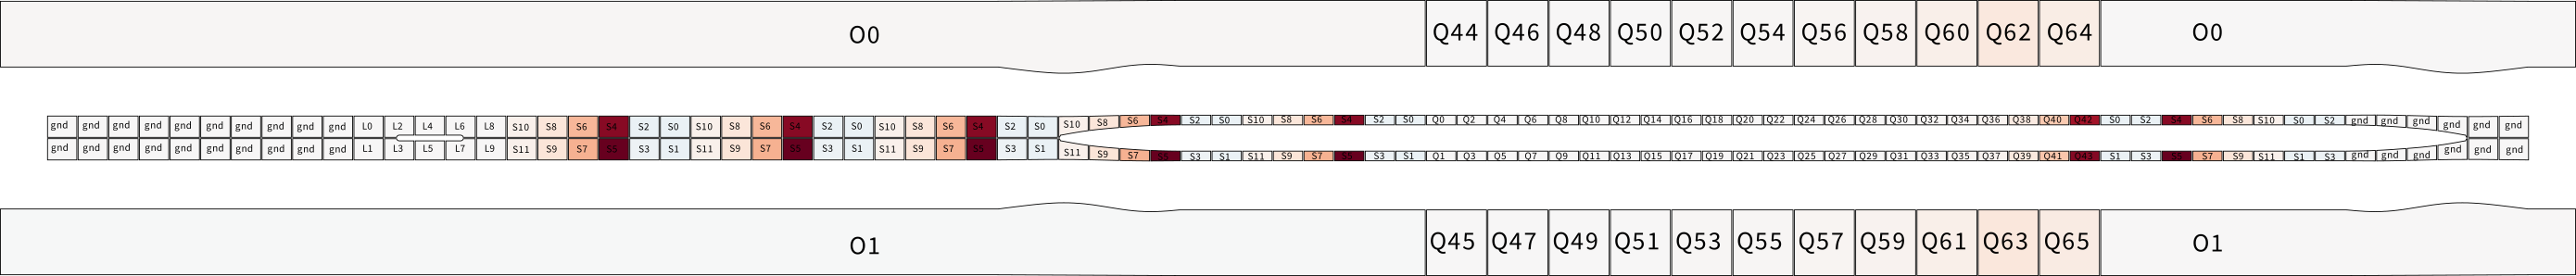 O0 Q44 Q46 Q48 Q50 Q52 Q54 Q56 Q58 Q60 Q62 Q64 O0
gnd gnd gnd gnd gnd gnd gnd gnd gnd gnd L0 L2 L4 L6 L8 S10 S8 S6 S4 S2 S0 S10 S8 S6 S4 S2 S0 S10 S8 S6 S4 S2 S0 S10 S8 S6 S4 S2 S0 S10 S8 S6 S4 S2 S0 Q0 Q2 Q4 Q6 Q8 Q10 Q12 Q14 Q16 Q18 Q20 Q22 Q24 Q26 Q28 Q30 Q32 Q34 Q36 Q38 Q40 Q42 S0 S2 S4 S6 S8 S10 S0 S2 gnd gnd gnd gnd gnd gnd
gnd gnd gnd gnd gnd gnd gnd gnd gnd gnd L1 L3 L5 L7 L9 S11 S9 S7 S5 S3 S1 S11 S9 S7 S5 S3 S1 S11 S9 S7 S5 S3 S1 S11 S9 S7 S5 S3 S1 S11 S9 S7 S5 S3 S1 Q1 Q3 Q5 Q7 Q9 Q11 Q13 Q15 Q17 Q19 Q21 Q23 Q25 Q27 Q29 Q31 Q33 Q35 Q37 Q39 Q41 Q43 S1 S3 S5 S7 S9 S11 S1 S3 gnd gnd gnd gnd gnd gnd
O1 Q45 Q47 Q49 Q51 Q53 Q55 Q57 Q59 Q61 Q63 Q65 O1